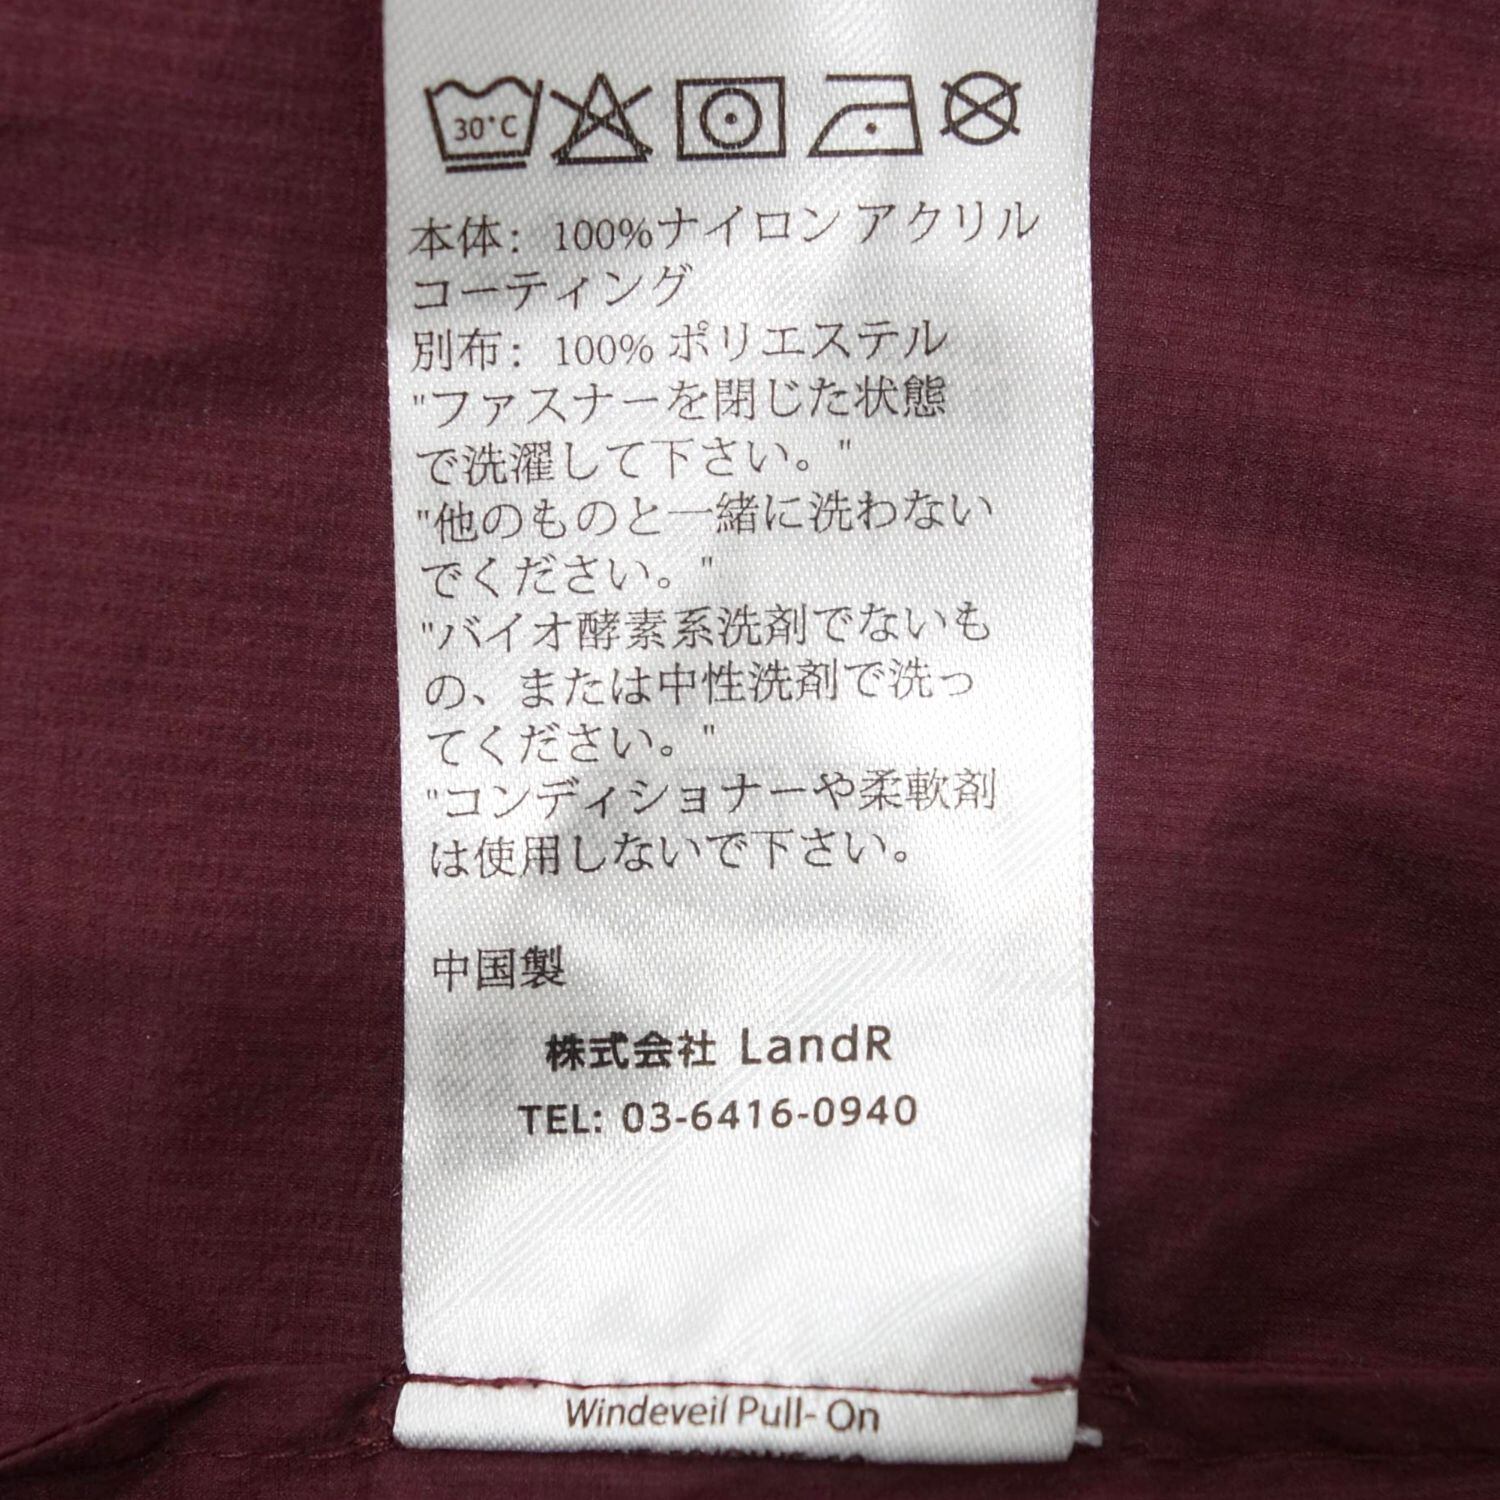 30°C
本体: 100%ナイロン アクリル
コーティング
別布: 100% ポリエステル
"ファスナーを閉じた状態
で洗濯して下さい。"
"他のものと一緒に洗わない
でください。"
"バイオ酵素系洗剤でないも
の、または中性洗剤で洗っ
てください。"
"コンディショナーや柔軟剤
は使用しないで下さい。
中国製
株式会社 LandR
TEL: 03-6416-0940
Windeveil Pull- On